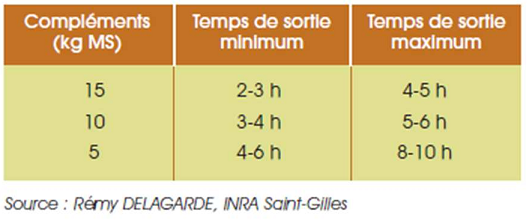 Compléments Temps de sortie Temps de sortie
(kg MS) minimum maximum
15 2-3 h 4-5 h
10 3-4 h 5-6 h
5 4-6 h 8-10 h
Source : Rémy DELAGARDE, INRA Saint-Gilles